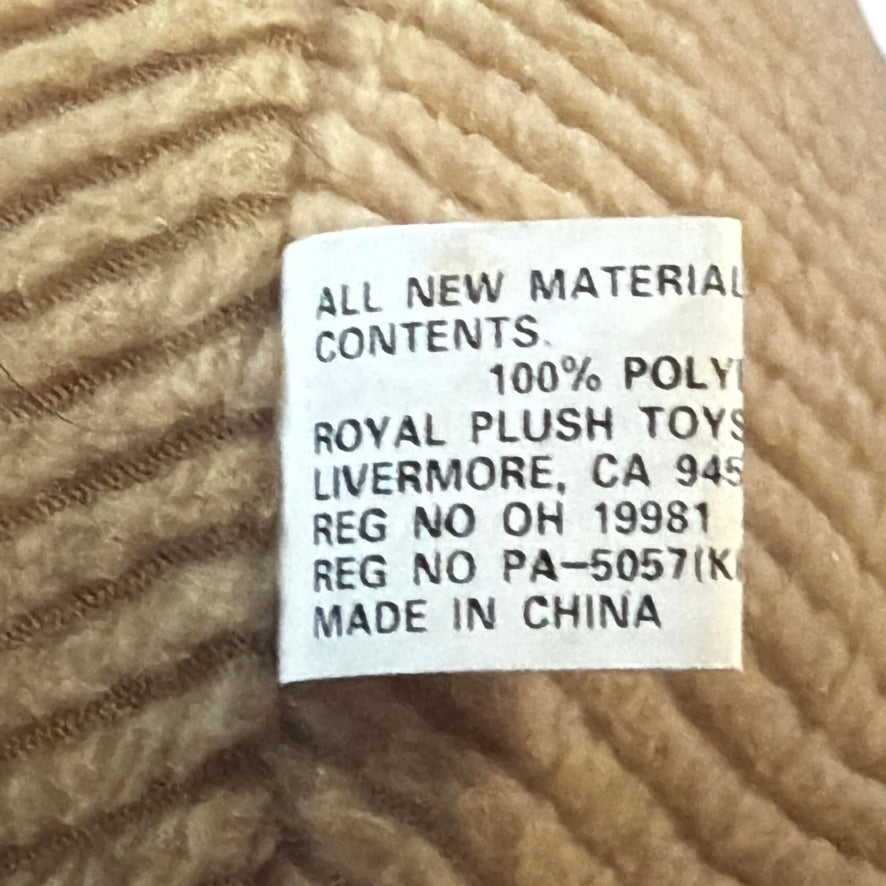 ALL NEW MATERIAL
CONTENTS.
100% POLY
ROYAL PLUSH TOYS
LIVERMORE, CA 945
REG NO OH 19981
REG NO PA-5057(K
MADE IN CHINA